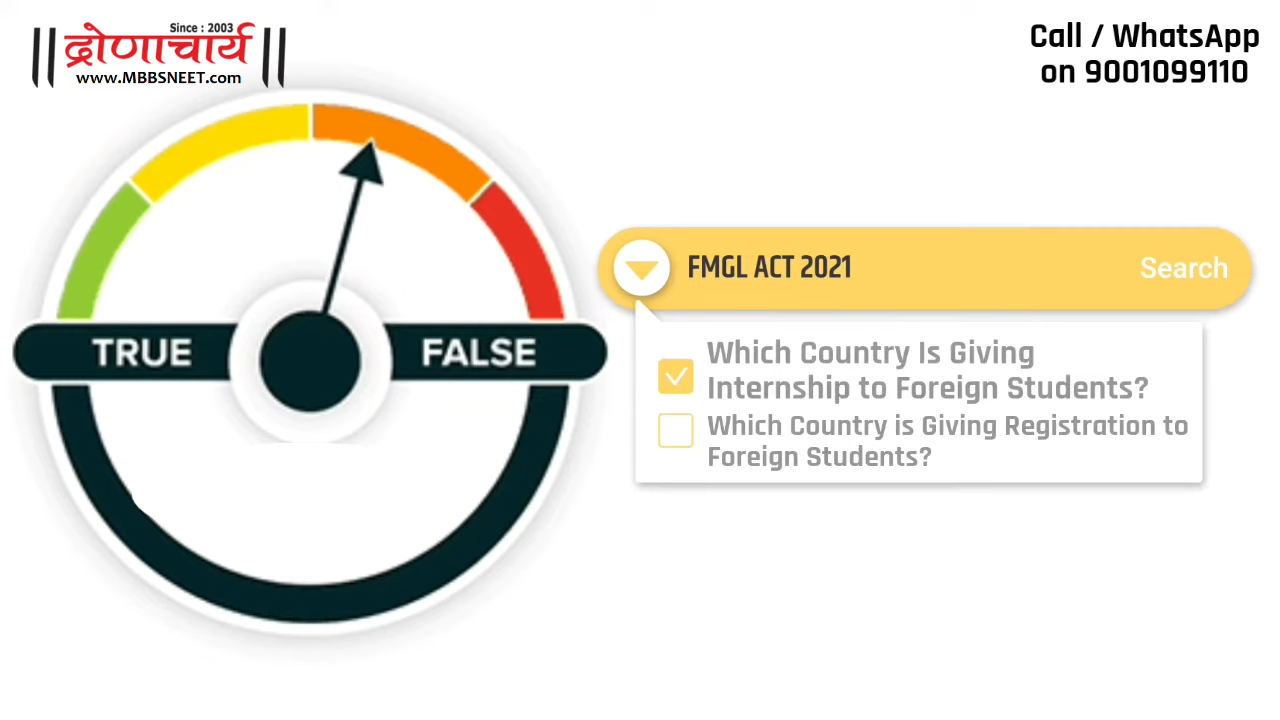 Since : 2003
|| द्रोणाचार्य ||
www.MBBSNEET.com
Call / WhatsApp
on 9001099110
TRUE
FALSE
FMGL ACT 2021
Search
Which Country Is Giving
Internship to Foreign Students?
Which Country is Giving Registration to
Foreign Students?